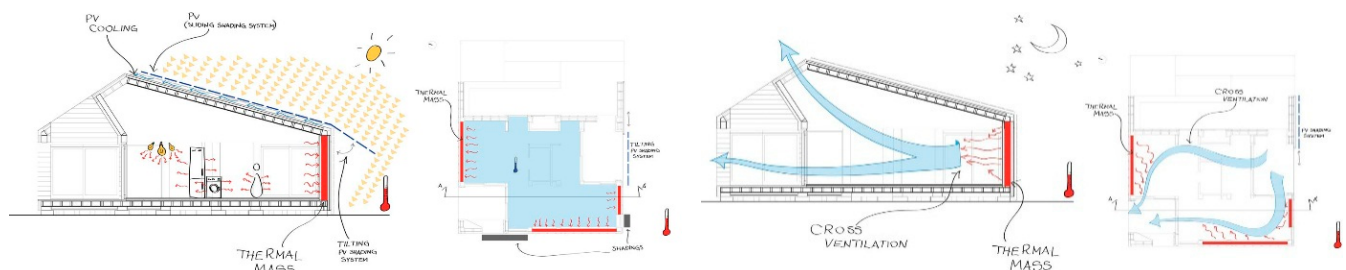 PV
COOLING
PV
(SLIDING SHADING SYSTEM)
THERMAL
MASS
TILTING
PV SHADING
SYSTEM
THERMAL
MASS
TILTING
PV SHADING
SYSTEM
A
SHADINGS
CROSS
VENTILATION
THERMAL
MASS
THERMAL
MASS
CROSS
VENTILATION
PV SHADING
SYSTEM
A